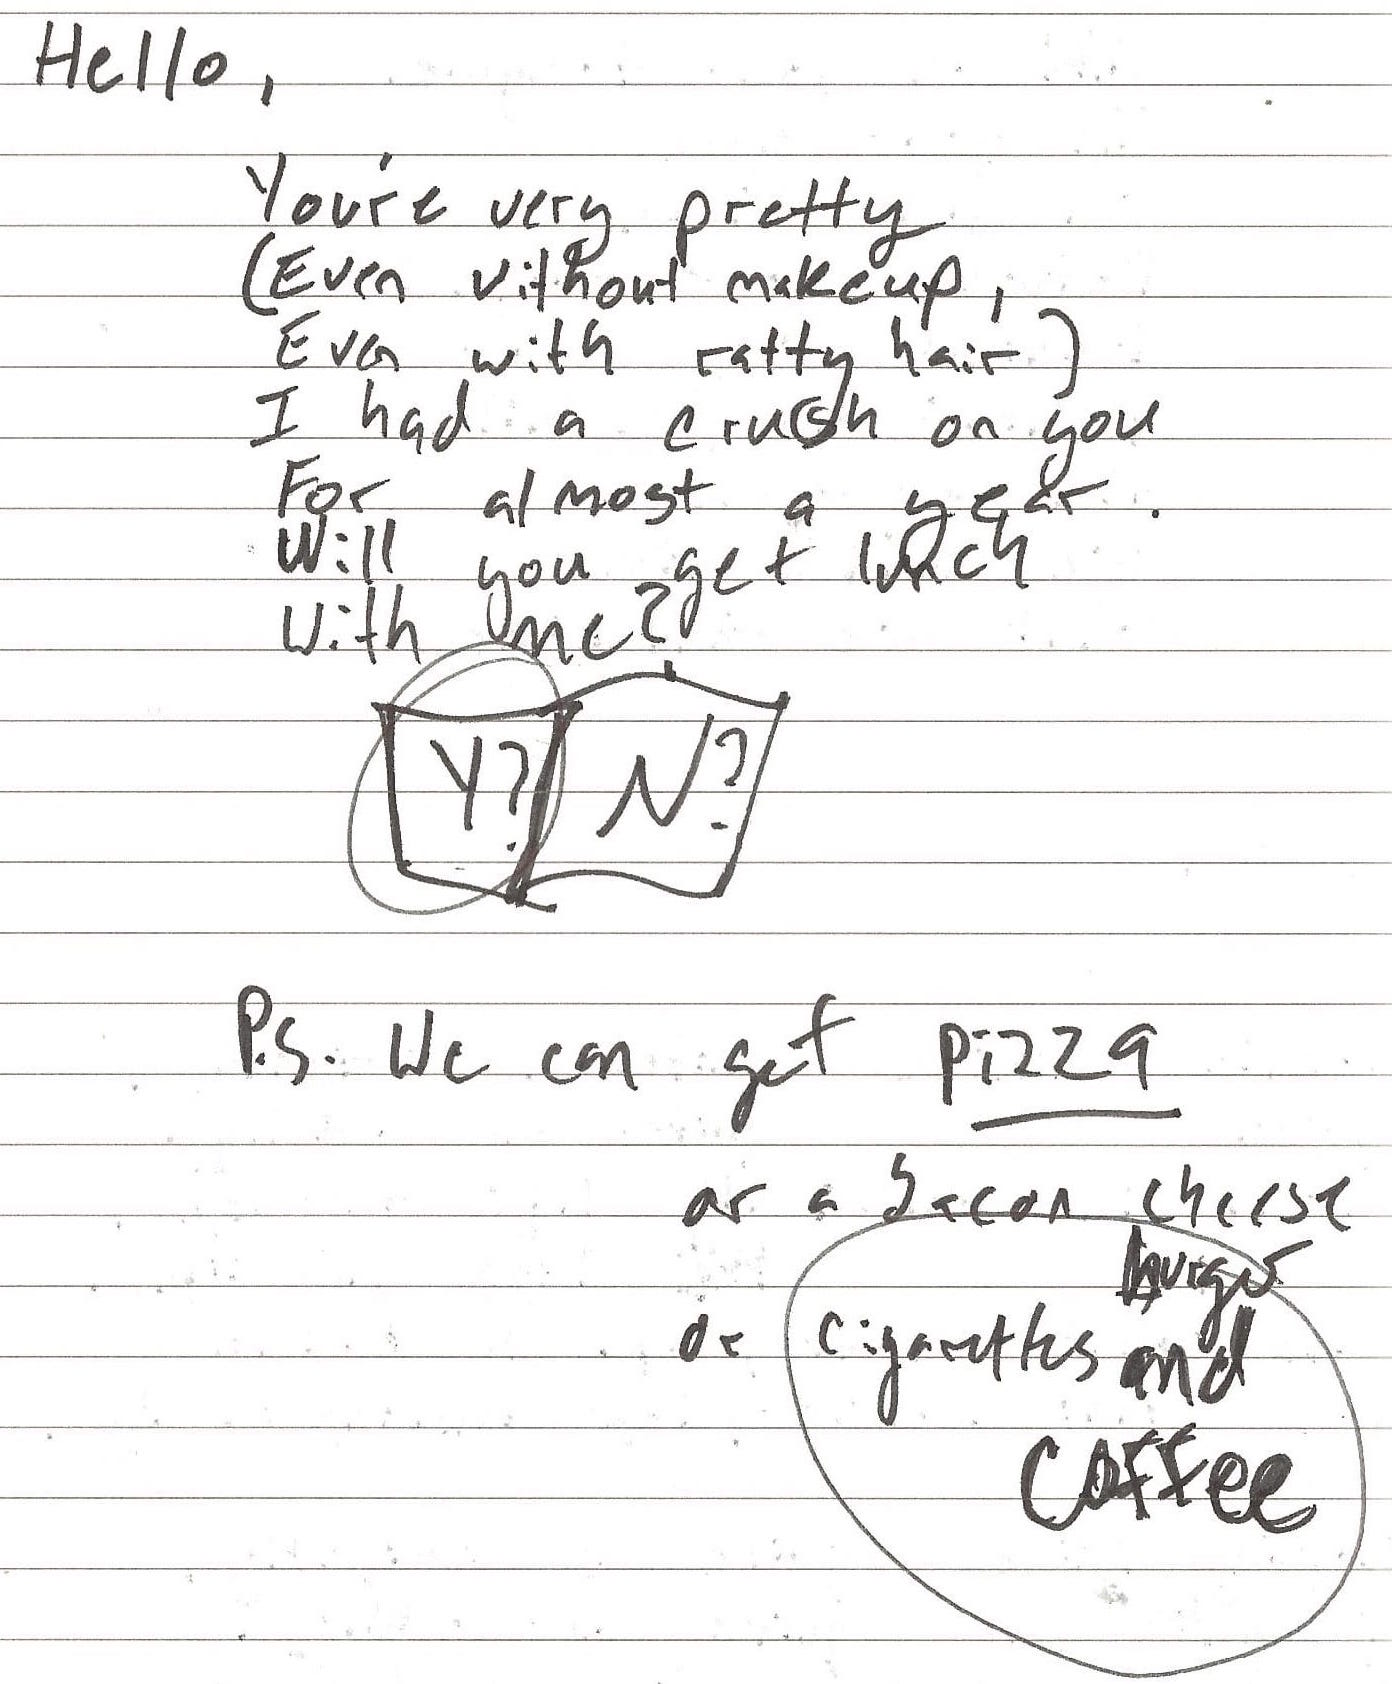 Hello,
You're very pretty
(Even without makeup,
Even with ratty hair)
I had a crush on you
For almost a year.
Will you get lunch
With me?
Y? N?
P.S. We can get pizza
or a bacon cheese
burger
or cigarettes and
coffee